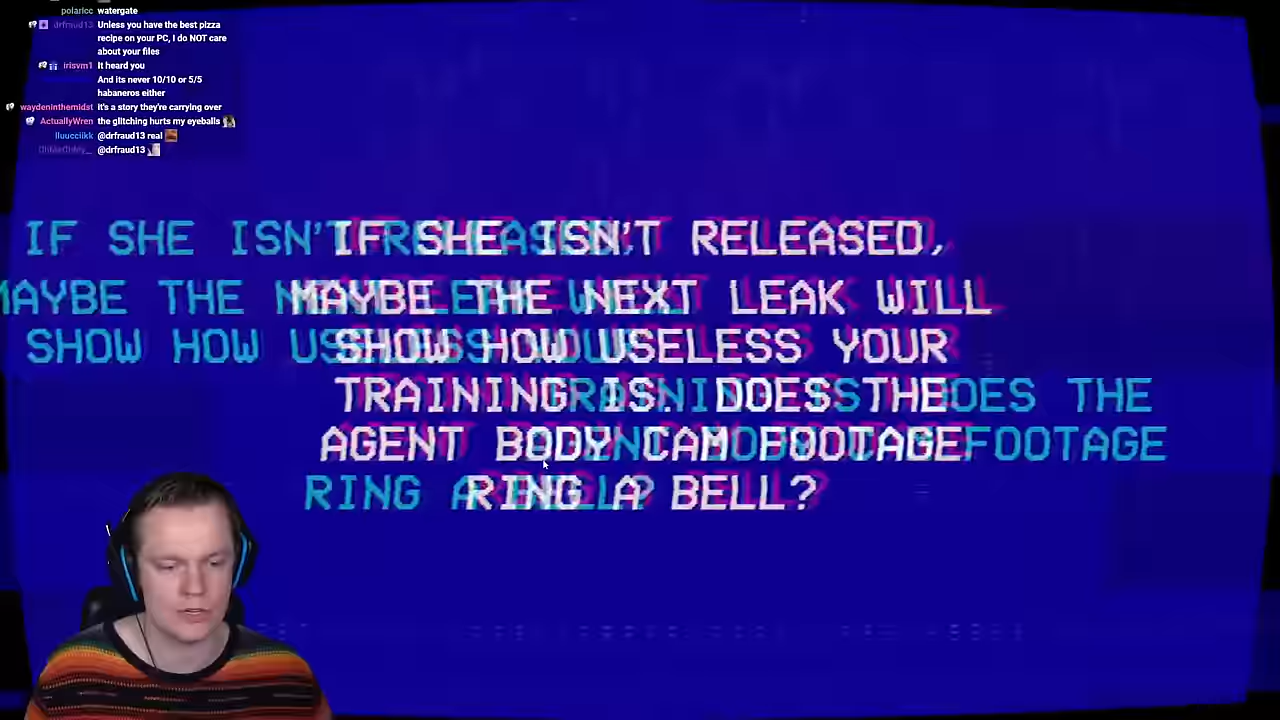 polaricc watergate
drfraud13 Unless you have the best pizza
recipe on your PC, I do NOT care
about your files
irisvm1 It heard you
And its never 10/10 or 5/5
habaneros either
waydeninthemidst It's a story they're carrying over
ActuallyWren the glitching hurts my eyeballs
lluucciikk @drfraud13 real
@drfraud13
IF SHE ISN'T RELEASED,
MAYBE THE NEXT LEAK WILL
SHOW HOW USELESS YOUR
TRAINING IS. DOES THE
AGENT BODY CAM FOOTAGE
RING A BELL?